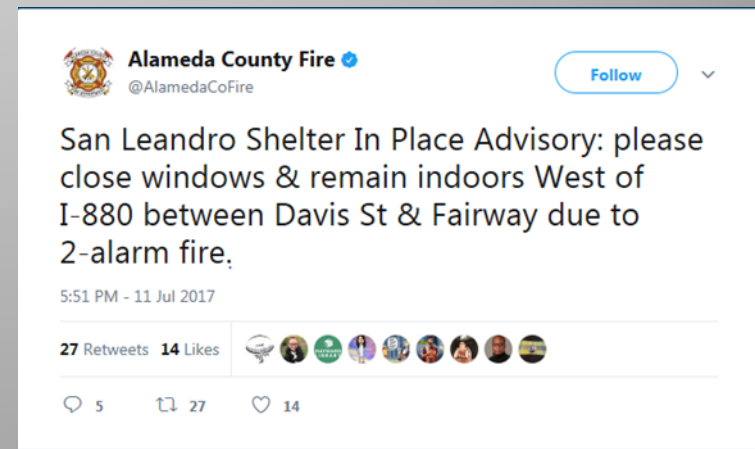 Alameda County Fire
@AlamedaCoFire
Follow
San Leandro Shelter In Place Advisory: please
close windows & remain indoors West of
I-880 between Davis St & Fairway due to
2-alarm fire.
5:51 PM - 11 Jul 2017
27 Retweets 14 Likes
5 27 14